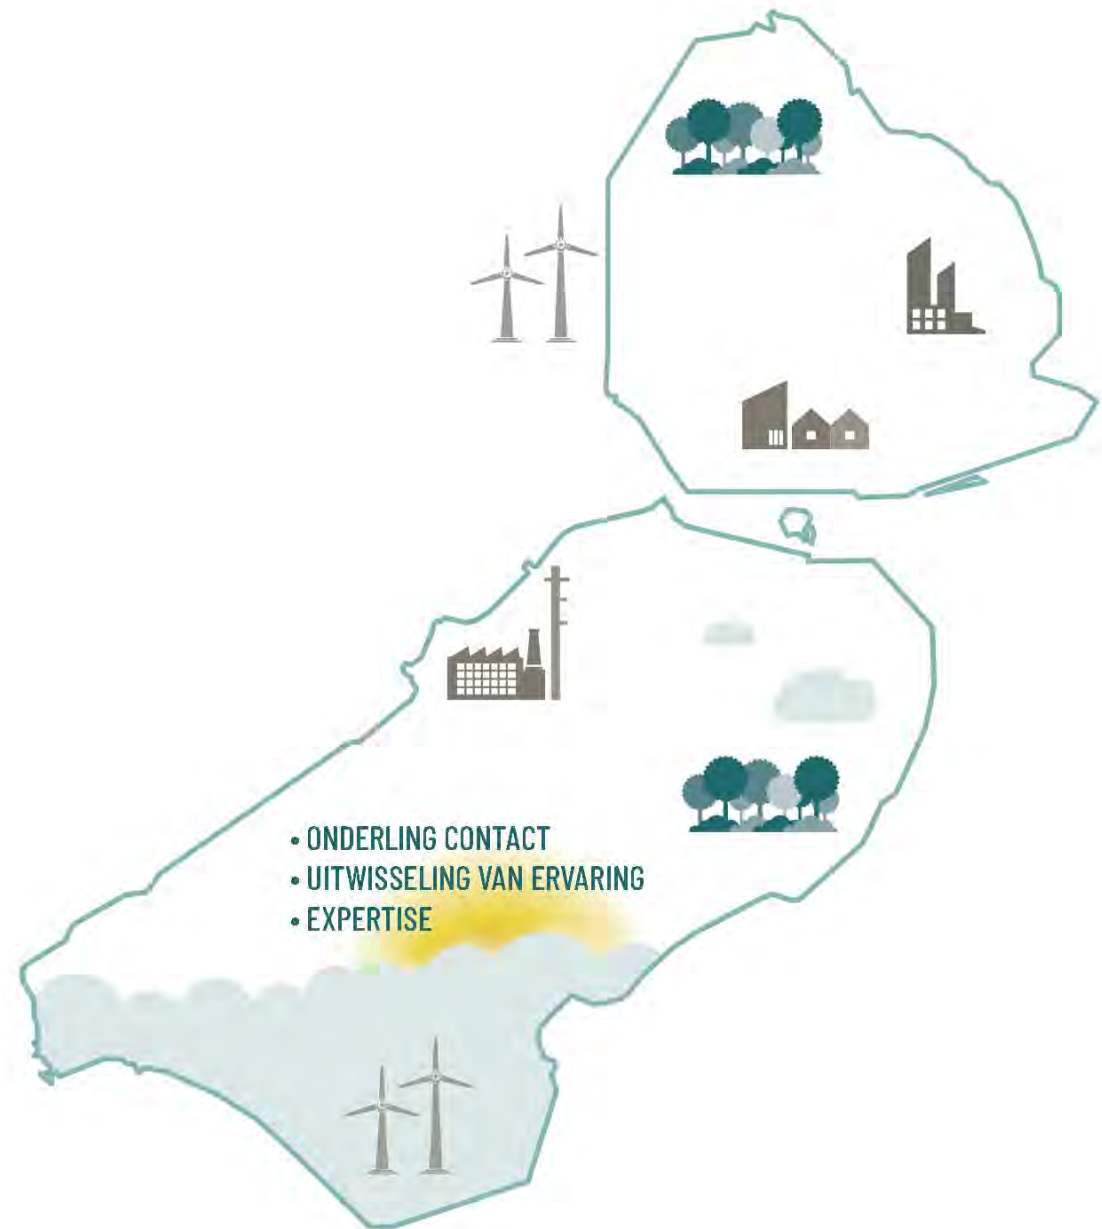 • ONDERLING CONTACT
• UITWISSELING VAN ERVARING
• EXPERTISE